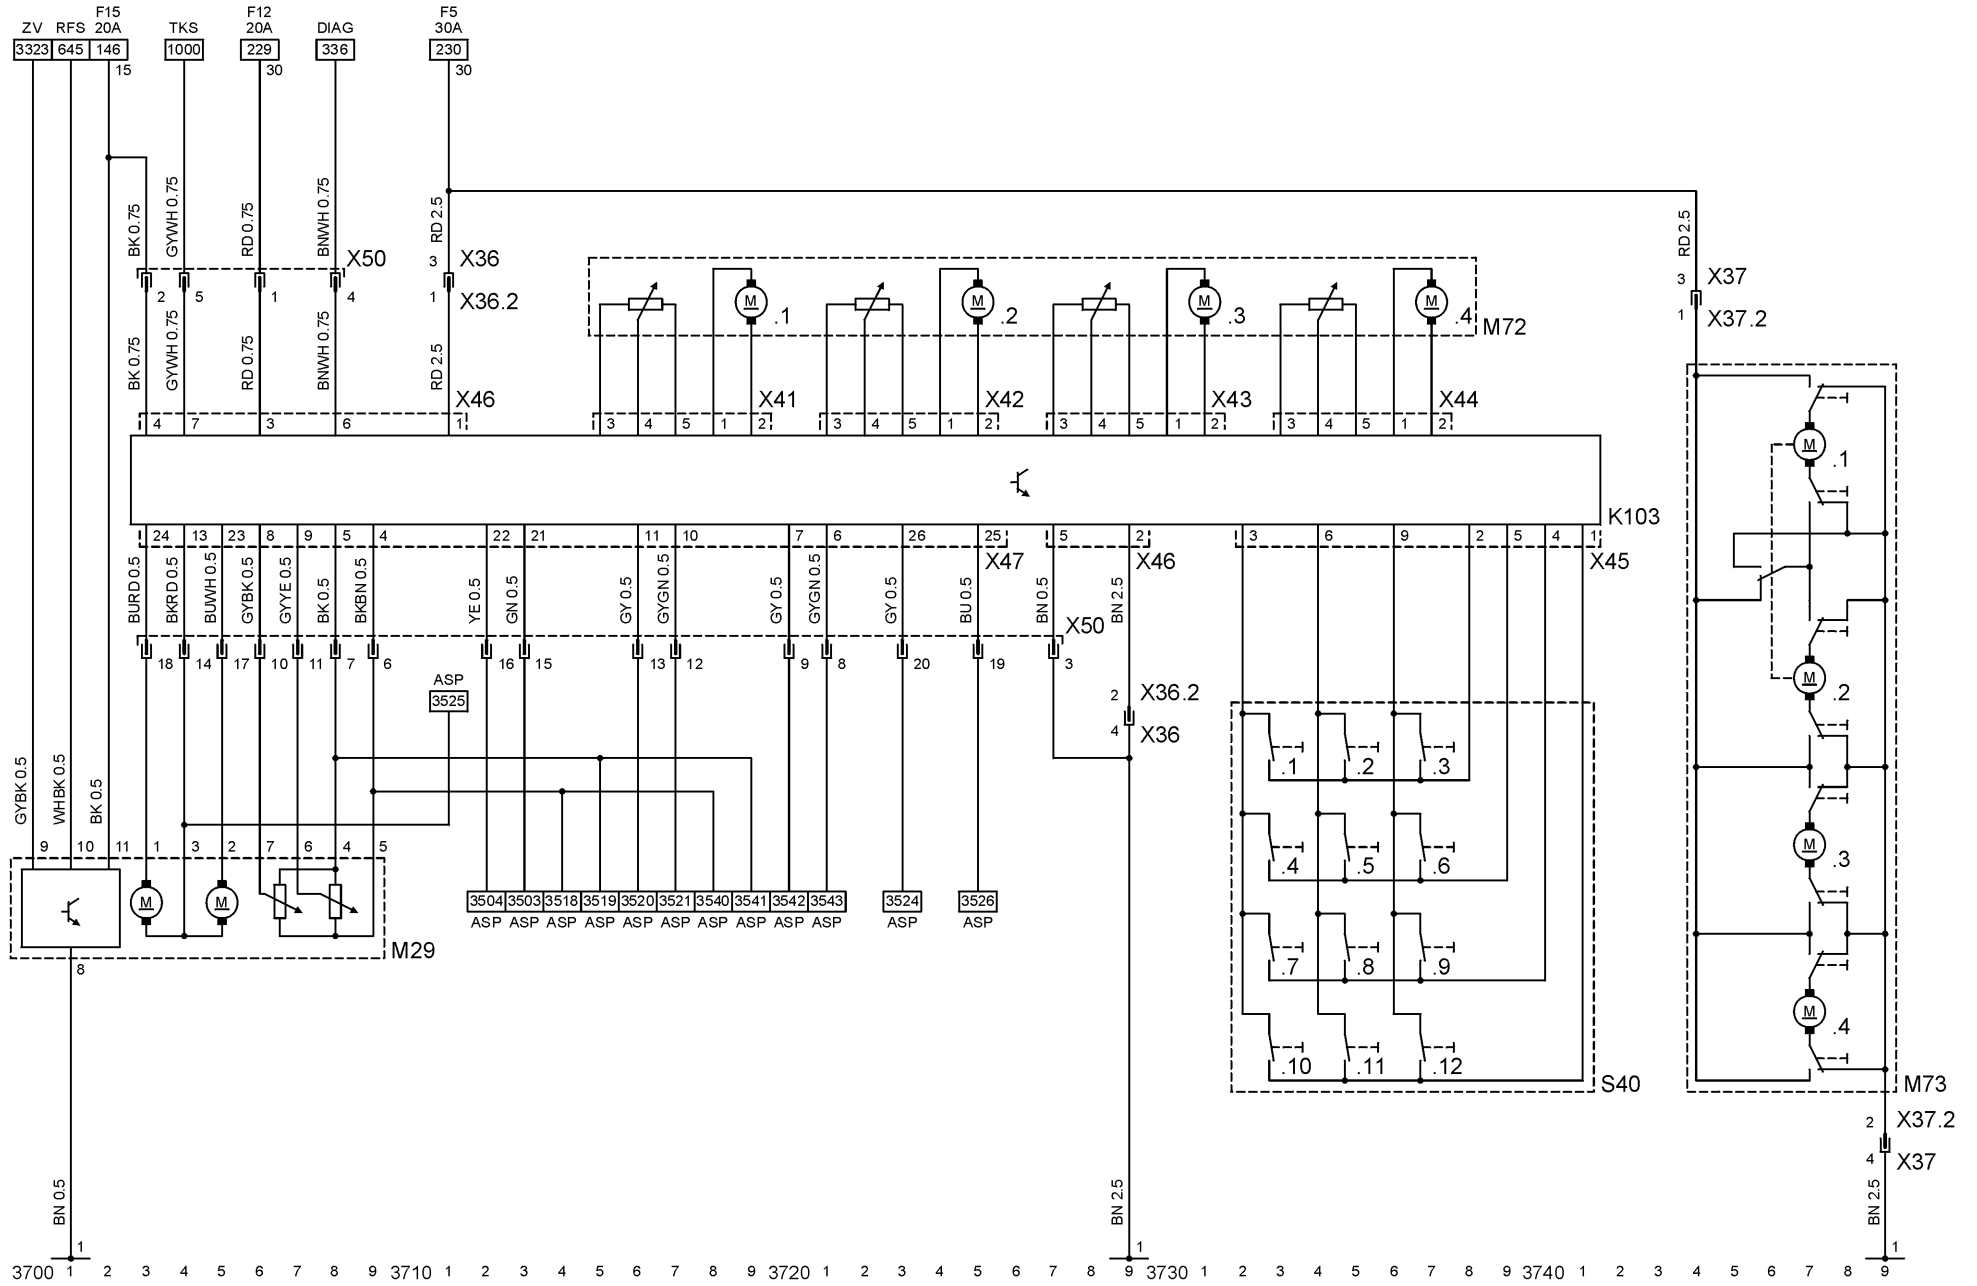 F15 F12 F5
ZV RFS 20A TKS 20A DIAG 30A
3323 645 146 1000 229 336 230
15 30 30
BK 0.75 GYWH 0.75 RD 0.75 BNWH 0.75 RD 2.5 RD 2.5
X50 3 X36 3 X37
2 5 1 4 1 X36.2 1 X37.2
.1 .2 .3 .4 M72
BK 0.75 GYWH 0.75 RD 0.75 BNWH 0.75 RD 2.5
X46 X41 X42 X43 X44
4 7 3 6 1 3 4 5 1 2 3 4 5 1 2 3 4 5 1 2 3 4 5 1 2
M M M M
K103
24 13 23 8 9 5 4 22 21 11 10 7 6 26 25 5 2 3 6 9 2 5 4 1
X47 X46 X45
BURD 0.5 BKRD 0.5 BUWH 0.5 GYBK 0.5 GYYE 0.5 BK 0.5 BKBN 0.5 YE 0.5 GN 0.5 GY 0.5 GYGN 0.5 GY 0.5 GYGN 0.5 GY 0.5 BU 0.5 BN 0.5 BN 2.5
X50
18 14 17 10 11 7 6 16 15 13 12 9 8 20 19 3
ASP
3525
2 X36.2
4 X36
GYBK 0.5 WHBK 0.5 BK 0.5
9 10 11 1 3 2 7 6 4 5
M M
M29
8
3504 3503 3518 3519 3520 3521 3540 3541 3542 3543 3524 3526
ASP ASP ASP ASP ASP ASP ASP ASP ASP ASP ASP ASP
.1 .2 .3
.4 .5 .6
.7 .8 .9
.10 .11 .12
S40
M .1
M .2
M .3
M .4
M73
2 X37.2
4 X37
BN 0.5 BN 2.5 BN 2.5
1 1 1
3700 1 2 3 4 5 6 7 8 9 3710 1 2 3 4 5 6 7 8 9 3720 1 2 3 4 5 6 7 8 9 3730 1 2 3 4 5 6 7 8 9 3740 1 2 3 4 5 6 7 8 9